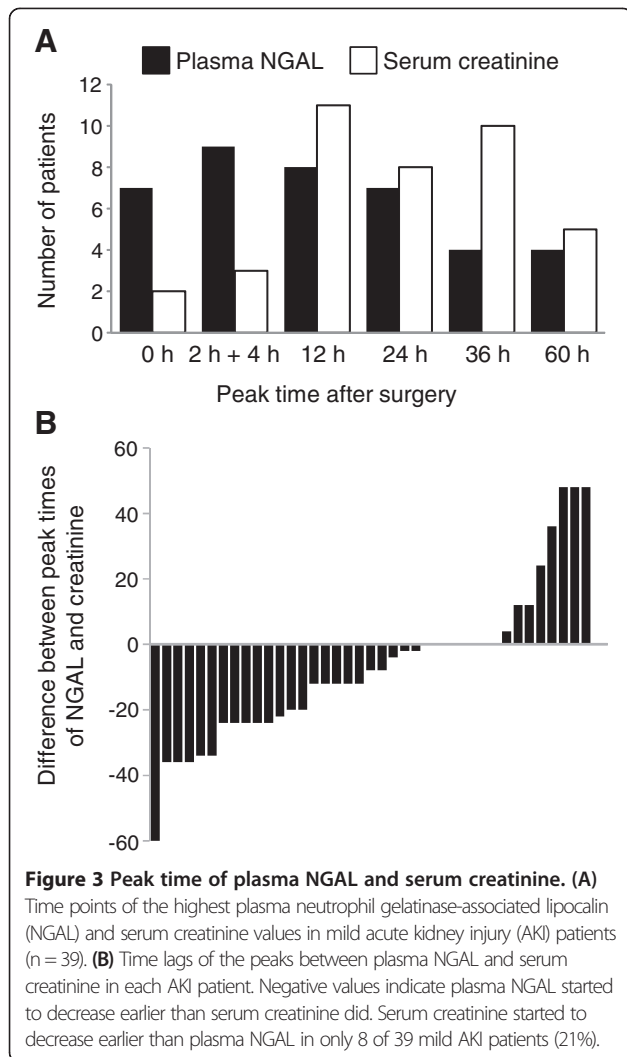 A
Plasma NGAL Serum creatinine
Number of patients
12
10
8
6
4
2
0
0 h 2 h + 4 h 12 h 24 h 36 h 60 h
Peak time after surgery
B
Difference between peak times
of NGAL and creatinine
60
40
20
0
-20
-40
-60
Figure 3 Peak time of plasma NGAL and serum creatinine. (A)
Time points of the highest plasma neutrophil gelatinase-associated lipocalin
(NGAL) and serum creatinine values in mild acute kidney injury (AKI) patients
(n = 39). (B) Time lags of the peaks between plasma NGAL and serum
creatinine in each AKI patient. Negative values indicate plasma NGAL started
to decrease earlier than serum creatinine did. Serum creatinine started to
decrease earlier than plasma NGAL in only 8 of 39 mild AKI patients (21%).